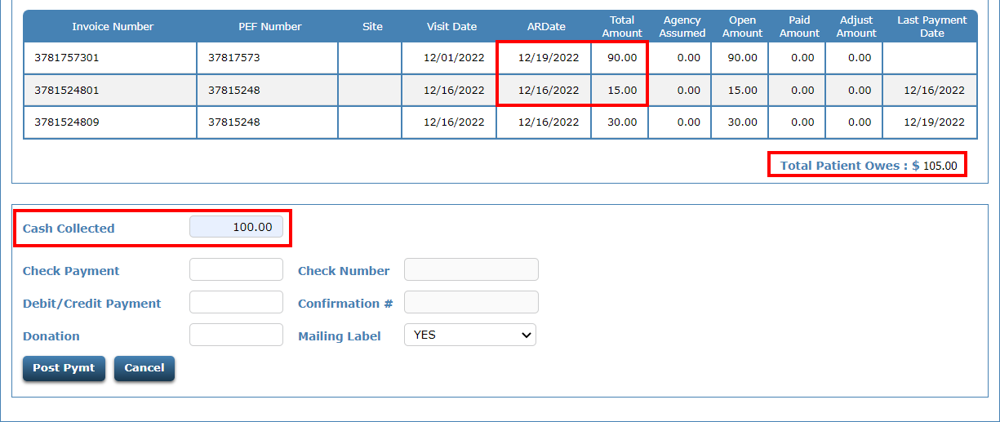 Invoice Number PEF Number Site Visit Date ARDate Total Amount Agency Assumed Open Amount Paid Amount Adjust Amount Last Payment Date
3781757301 37817573 12/01/2022 12/19/2022 90.00 0.00 90.00 0.00 0.00
3781524801 37815248 12/16/2022 12/16/2022 15.00 0.00 15.00 0.00 0.00 12/16/2022
3781524809 37815248 12/16/2022 12/16/2022 30.00 0.00 30.00 0.00 0.00 12/19/2022
Total Patient Owes : $ 105.00
Cash Collected 100.00
Check Payment Check Number
Debit/Credit Payment Confirmation #
Donation Mailing Label YES
Post Pymt Cancel